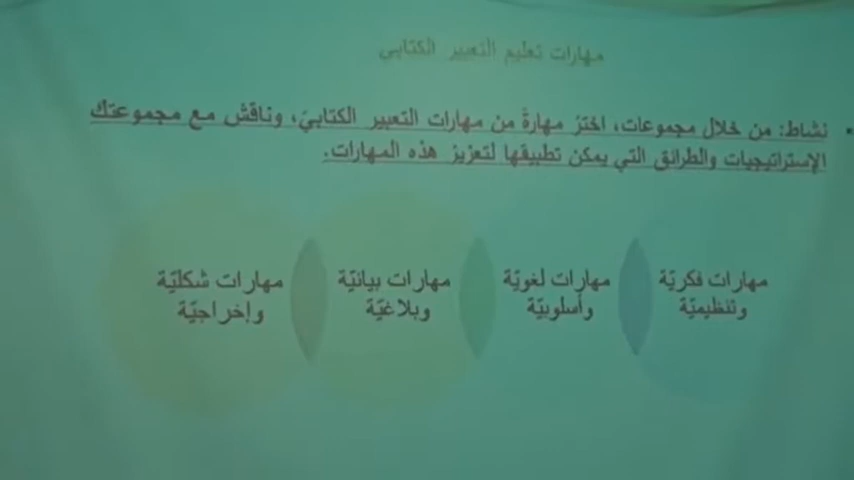 مهارات تعليم التعبير الكتابي
• نشاط: من خلال مجموعات، اختر مهارةً من مهارات التعبير الكتابيّ، وناقش مع مجموعتك
الإستراتيجيات والطرائق التي يمكن تطبيقها لتعزيز هذه المهارات.
مهارات فكريّة
وتنظيميّة
مهارات لغويّة
وأسلوبيّة
مهارات بيانيّة
وبلاغيّة
مهارات شكليّة
وإخراجيّة